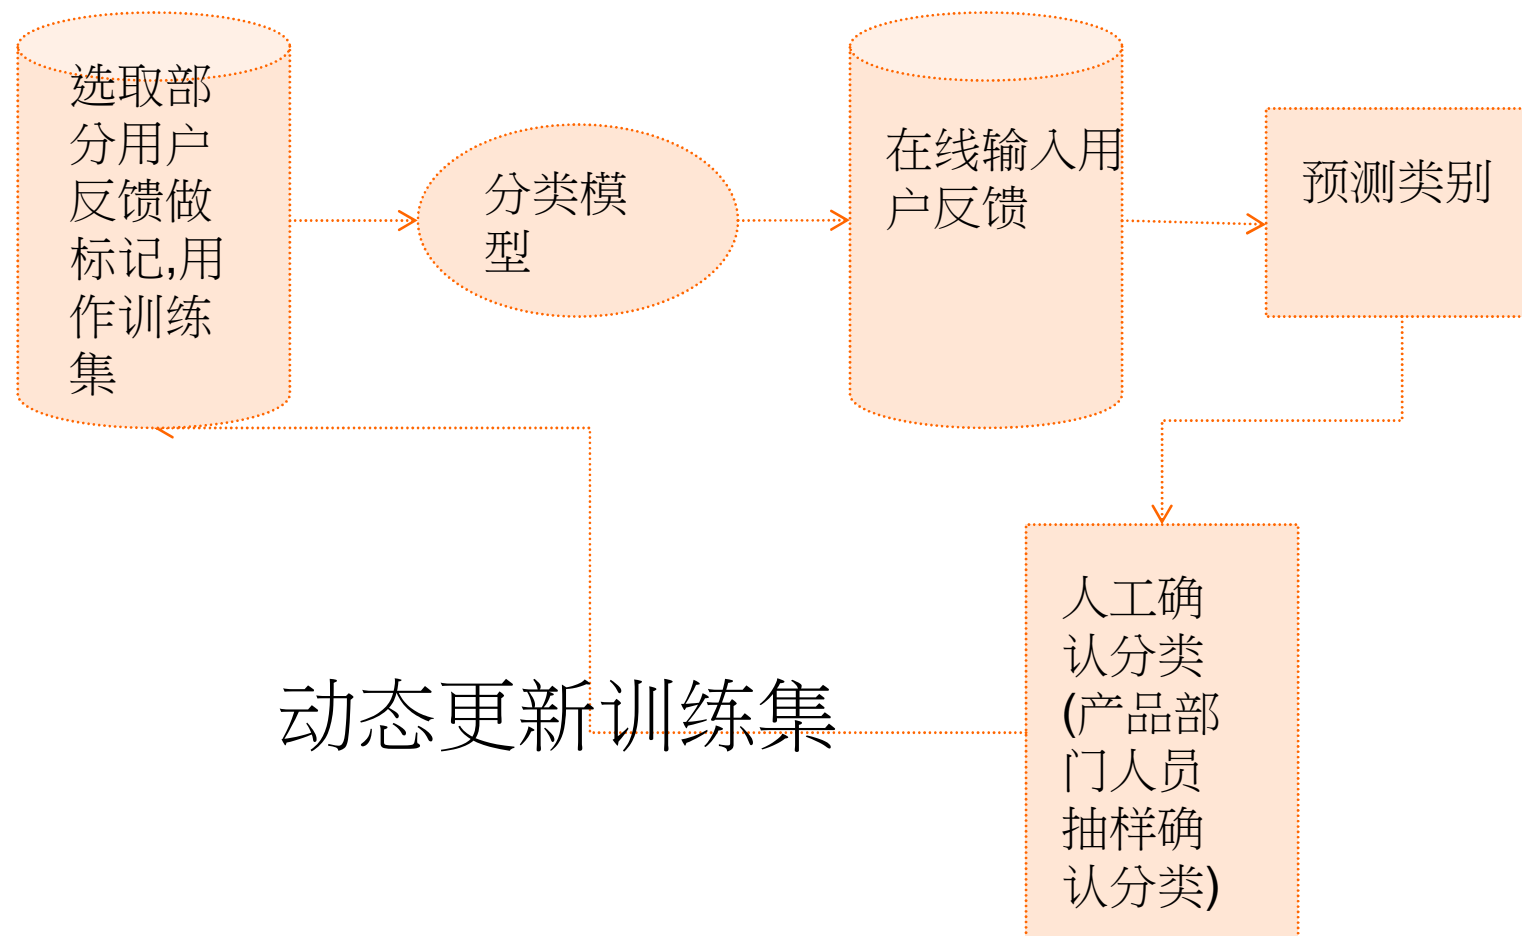 选取部
分用户
反馈做
标记,用
作训练
集
分类模
型
在线输入用
户反馈
预测类别
动态更新训练集
人工确
认分类
(产品部
门人员
抽样确
认分类)